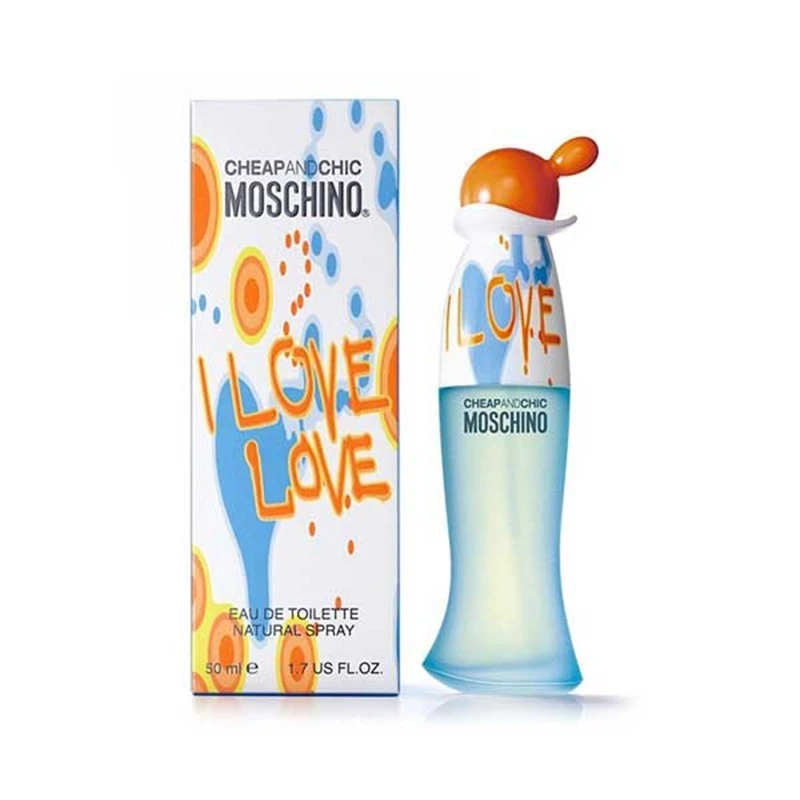 CHEAPANDCHIC
MOSCHINO®
I LOVE
LOVE
EAU DE TOILETTE
NATURAL SPRAY
50 ml e 1.7 US FL.OZ.
I LOVE
CHEAPANDCHIC
MOSCHINO